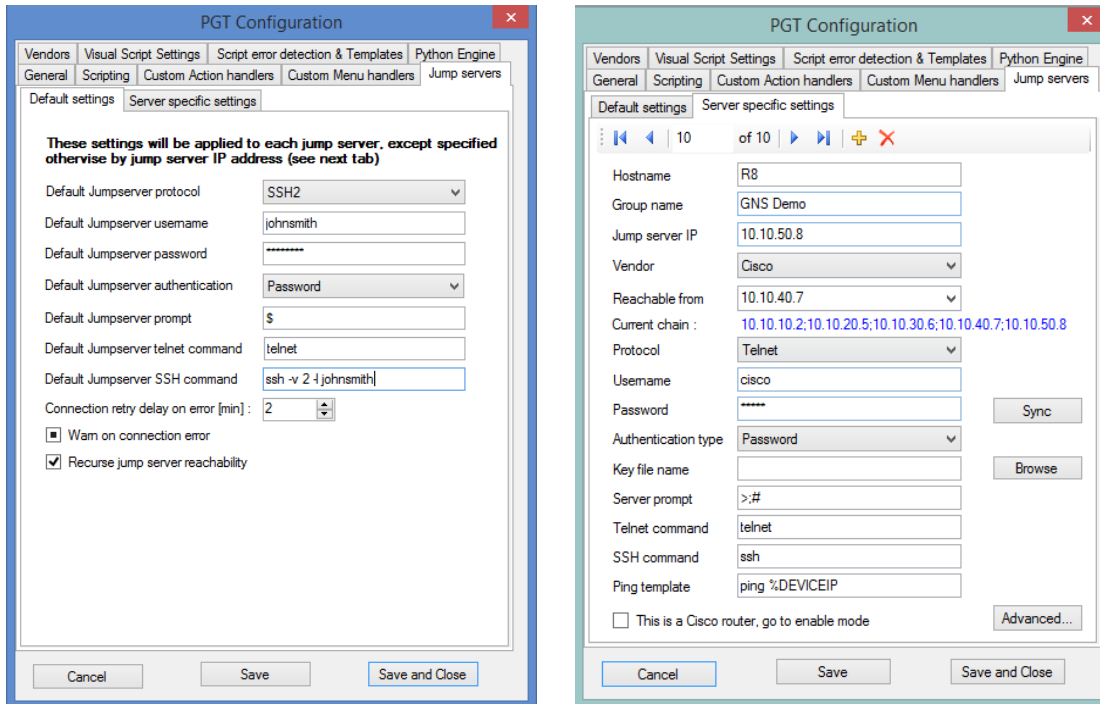 PGT Configuration
Vendors Visual Script Settings Script error detection & Templates Python Engine
General Scripting Custom Action handlers Custom Menu handlers Jump servers
Default settings Server specific settings
These settings will be applied to each jump server, except specified
othervise by jump server IP address (see next tab)
Default Jumpserver protocol SSH2
Default Jumpserver username johnsmith
Default Jumpserver password ********
Default Jumpserver authentication Password
Default Jumpserver prompt $
Default Jumpserver telnet command telnet
Default Jumpserver SSH command ssh -v 2 -l johnsmith
Connection retry delay on error [min] : 2
Warn on connection error
Recurse jump server reachability
Cancel Save Save and Close
PGT Configuration
Vendors Visual Script Settings Script error detection & Templates Python Engine
General Scripting Custom Action handlers Custom Menu handlers Jump servers
Default settings Server specific settings
10 of 10
Hostname R8
Group name GNS Demo
Jump server IP 10.10.50.8
Vendor Cisco
Reachable from 10.10.40.7
Current chain : 10.10.10.2;10.10.20.5;10.10.30.6;10.10.40.7;10.10.50.8
Protocol Telnet
Username cisco
Password ***** Sync
Authentication type Password
Key file name Browse
Server prompt >;#
Telnet command telnet
SSH command ssh
Ping template ping %DEVICEIP
This is a Cisco router, go to enable mode Advanced...
Cancel Save Save and Close